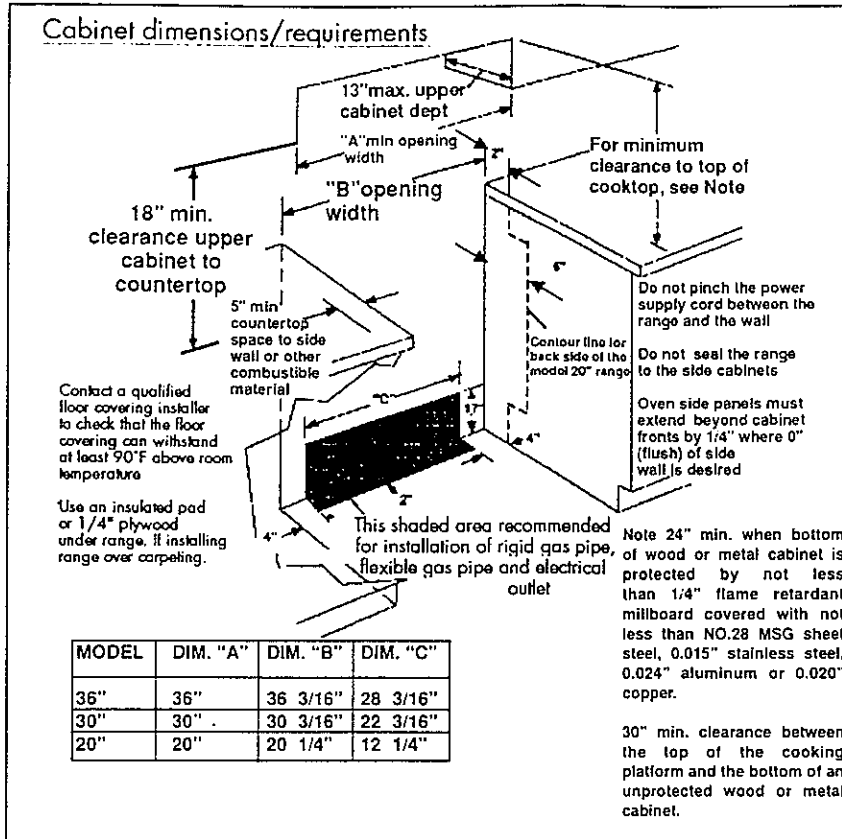 Cabinet dimensions/requirements
13"max. upper
cabinet dept
"A"min opening
width
2"
"B"opening
width
For minimum
clearance to top of
cooktop, see Note
18" min.
clearance upper
cabinet to
countertop
5" min
countertop
space to side
wall or other
combustible
material
6"
Contour line for
back side of the
model 20" range
Do not pinch the power
supply cord between the
range and the wall
Do not seal the range
to the side cabinets
Oven side panels must
extend beyond cabinet
fronts by 1/4" where 0"
(flush) of side
wall is desired
Contact a qualified
floor covering installer
to check that the floor
covering can withstand
at least 90°F above room
temperature
Use an insulated pad
or 1/4" plywood
under range. If installing
range over carpeting.
"C"
4"
2"
4"
This shaded area recommended
for installation of rigid gas pipe,
flexible gas pipe and electrical
outlet
Note 24" min. when bottom
of wood or metal cabinet is
protected by not less
than 1/4" flame retardant
millboard covered with not
less than NO.28 MSG sheet
steel, 0.015" stainless steel,
0.024" aluminum or 0.020"
copper.
30" min. clearance between
the top of the cooking
platform and the bottom of an
unprotected wood or metal
cabinet.
MODEL DIM. "A" DIM. "B" DIM. "C"
36" 36" 36 3/16" 28 3/16"
30" 30" 30 3/16" 22 3/16"
20" 20" 20 1/4" 12 1/4"